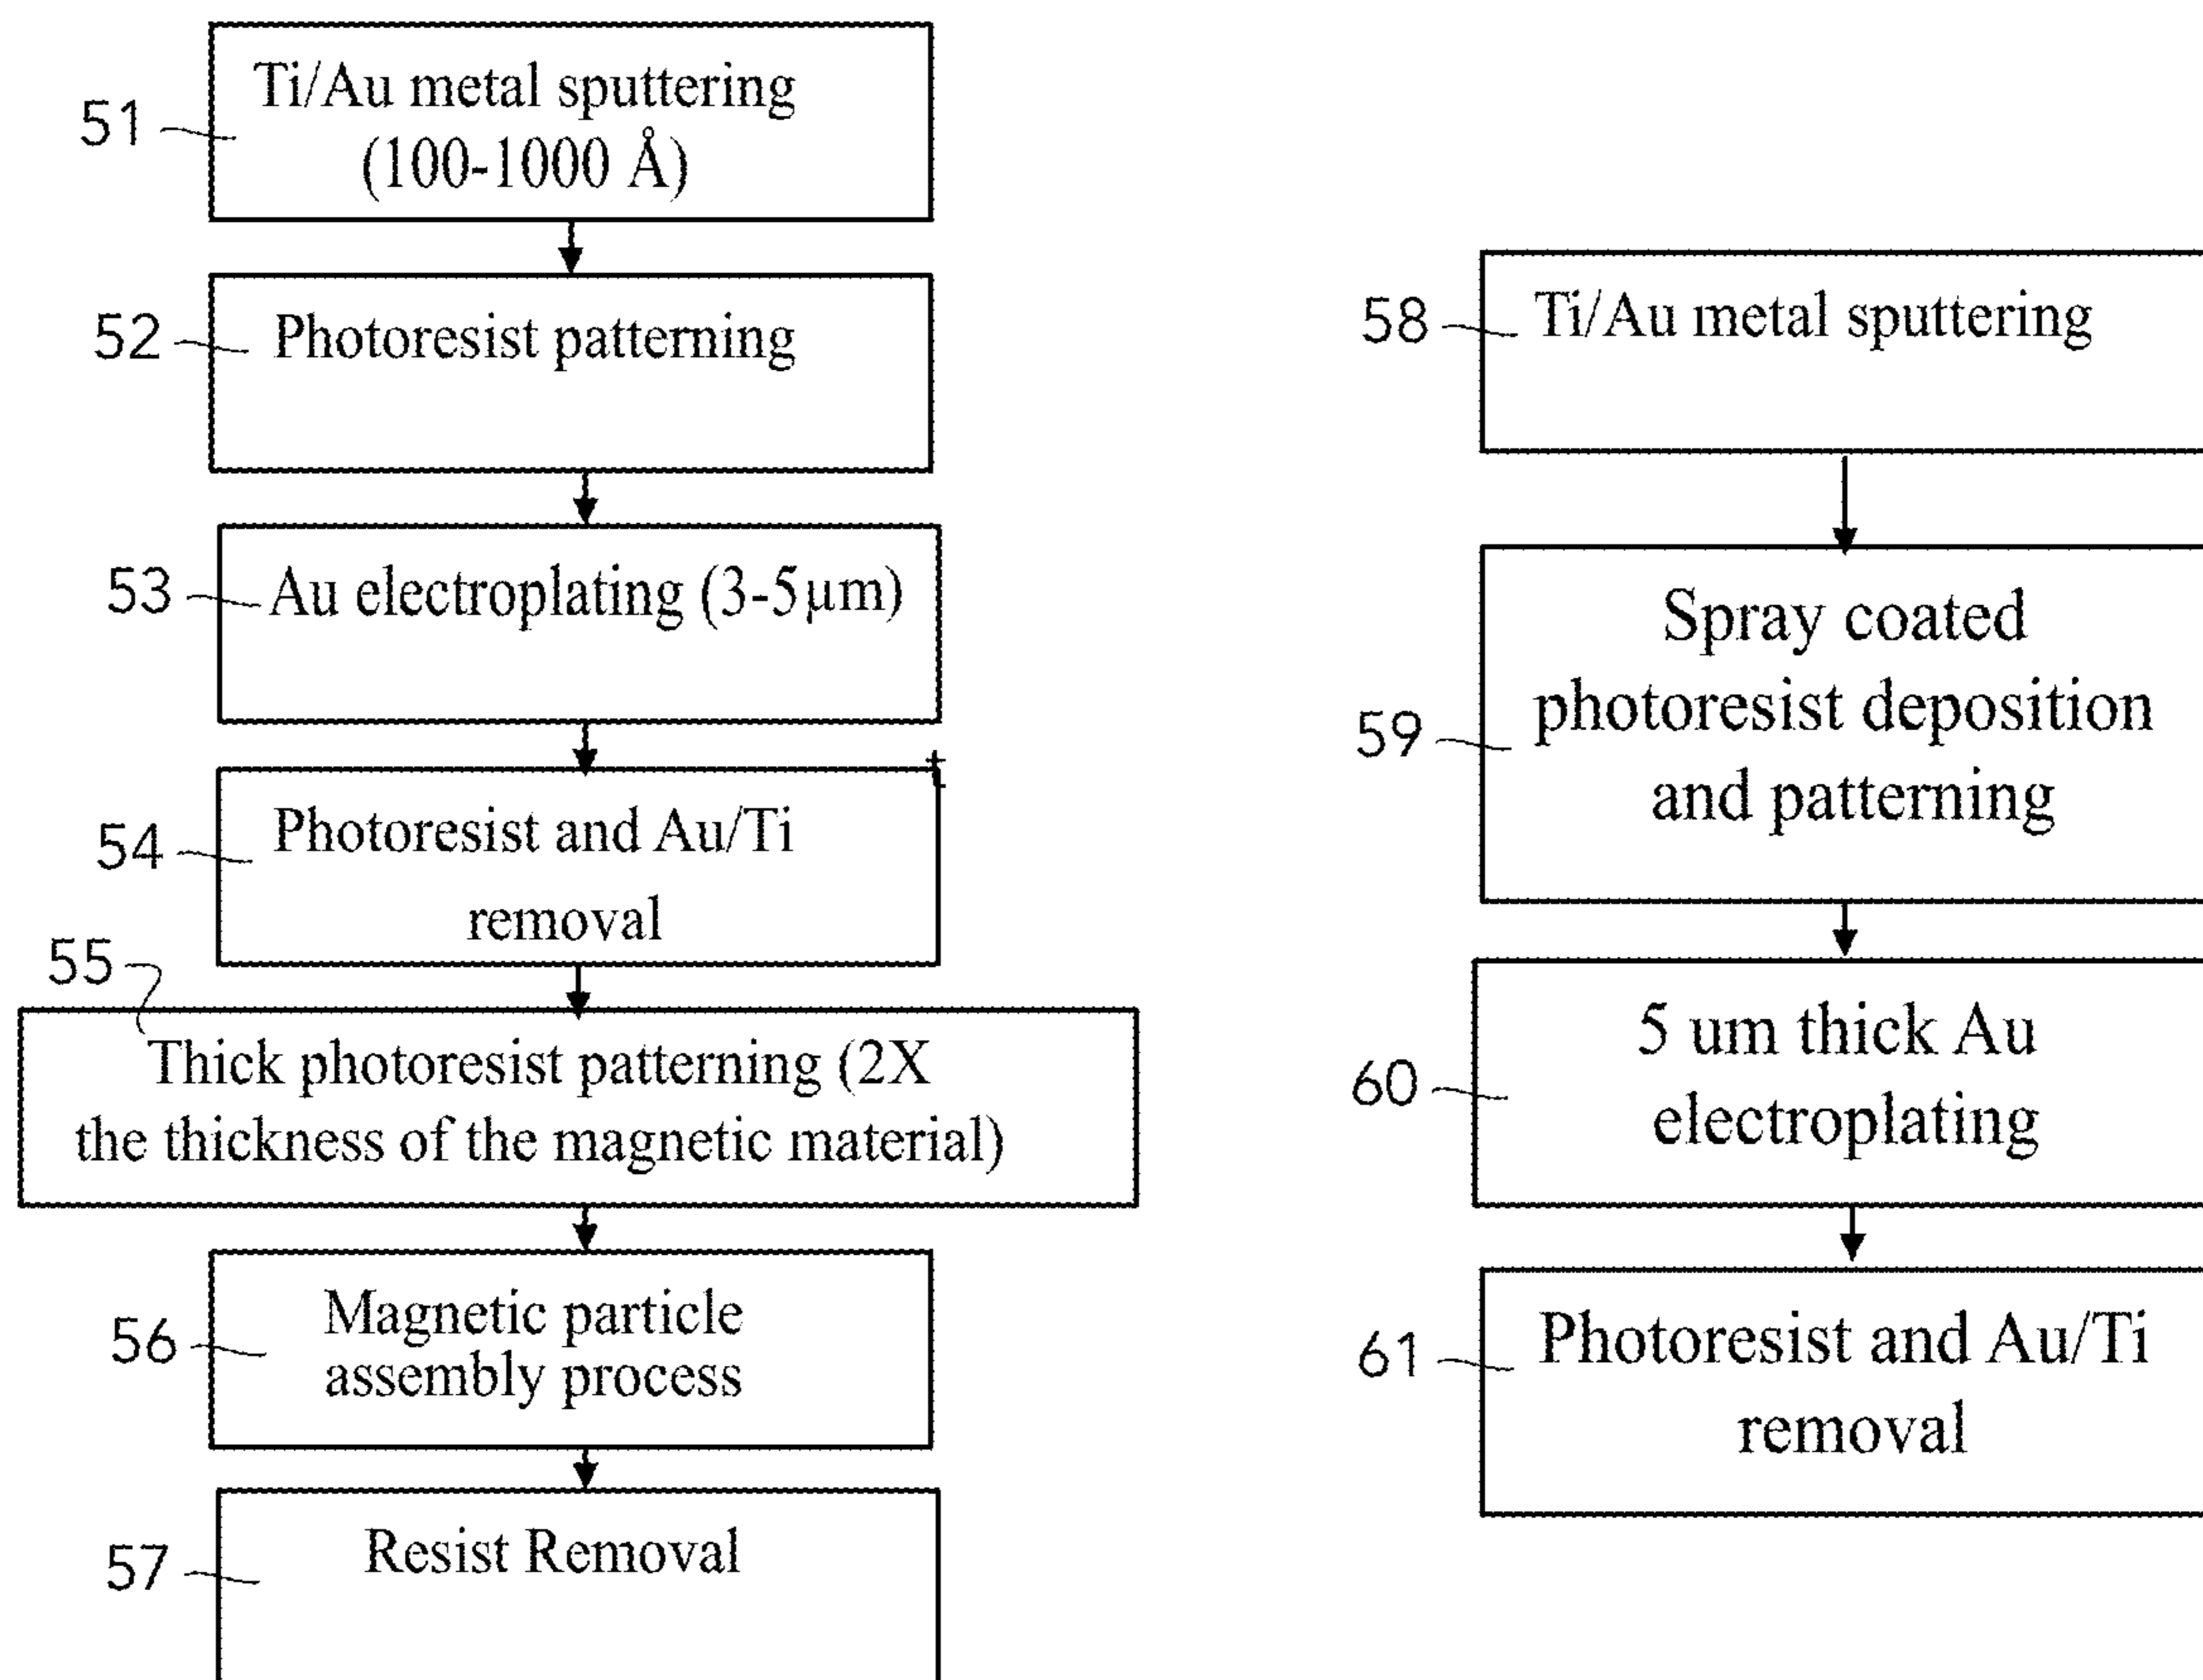 51
Ti/Au metal sputtering
(100-1000 Å)
52
Photoresist patterning
53
Au electroplating (3-5µm)
54
Photoresist and Au/Ti
removal
55
Thick photoresist patterning (2X
the thickness of the magnetic material)
56
Magnetic particle
assembly process
57
Resist Removal
58
Ti/Au metal sputtering
59
Spray coated
photoresist deposition
and patterning
60
5 um thick Au
electroplating
61
Photoresist and Au/Ti
removal